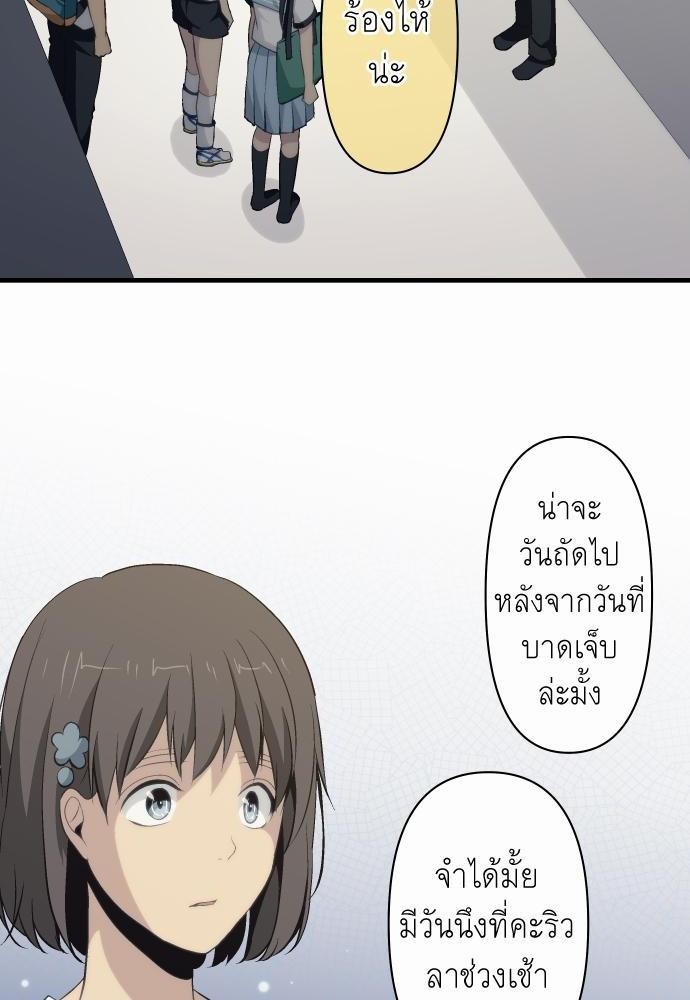 ร้องไห้
น่ะ
น่าจะ
วันถัดไป
หลังจากวันที่
บาดเจ็บ
ล่ะมั้ง
จำได้มั้ย
มีวันนึงที่คะริว
ลาช่วงเช้า